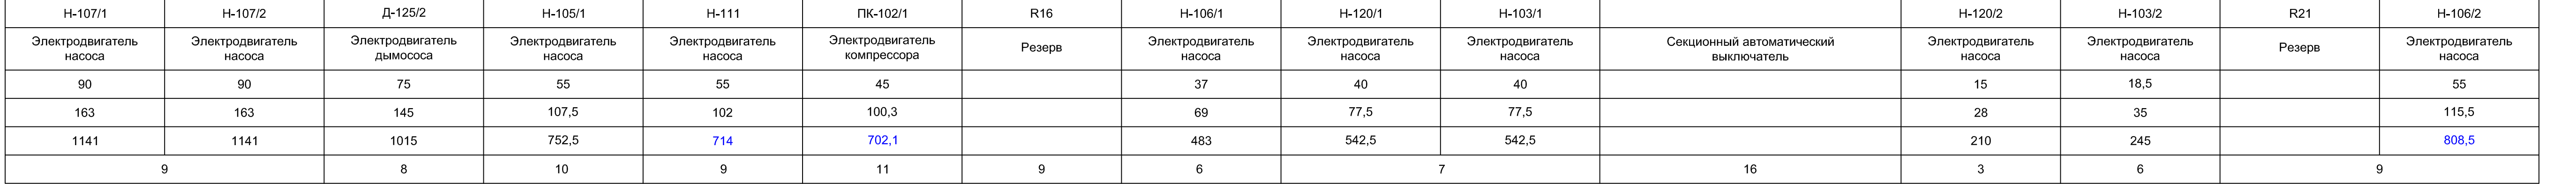 Н-107/1 Н-107/2 Д-125/2 Н-105/1 Н-111 ПК-102/1 R16 Н-106/1 Н-120/1 Н-103/1 Н-120/2 Н-103/2 R21 Н-106/2
Электродвигатель насоса Электродвигатель насоса Электродвигатель дымососа Электродвигатель насоса Электродвигатель насоса Электродвигатель компрессора Резерв Электродвигатель насоса Электродвигатель насоса Электродвигатель насоса Секционный автоматический выключатель Электродвигатель насоса Электродвигатель насоса Резерв Электродвигатель насоса
90 90 75 55 55 45 37 40 40 15 18,5 55
163 163 145 107,5 102 100,3 69 77,5 77,5 28 35 115,5
1141 1141 1015 752,5 714 702,1 483 542,5 542,5 210 245 808,5
9 8 10 9 11 9 6 7 16 3 6 9